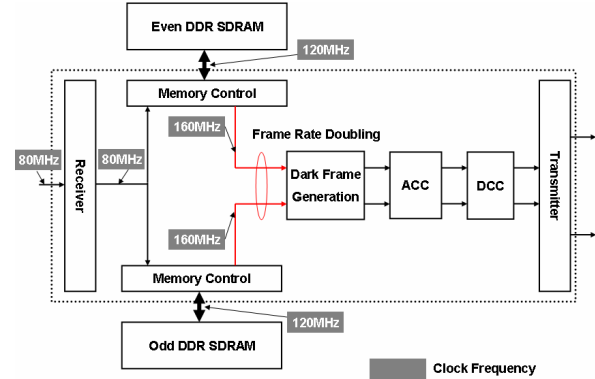 Even DDR SDRAM
120MHz
Memory Control
160MHz
Frame Rate Doubling
80MHz
Receiver
80MHz
Dark Frame
Generation
ACC
DCC
Transmitter
160MHz
Memory Control
120MHz
Odd DDR SDRAM
Clock Frequency